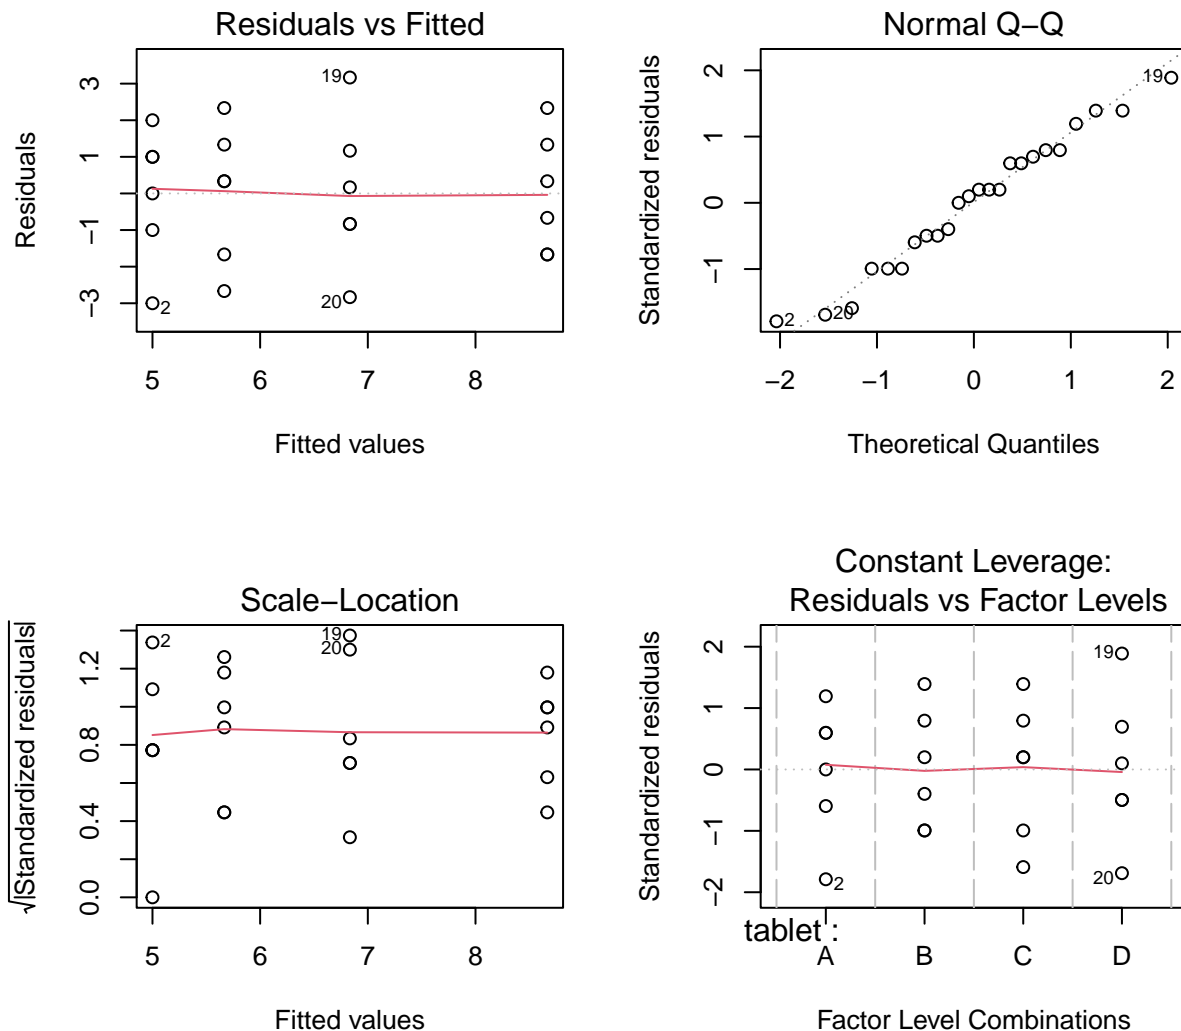 Residuals vs Fitted
Residuals
3
1
−1
−3
19
20
2
5 6 7 8
Fitted values
Normal Q−Q
Standardized residuals
2
1
0
−1
19
2
20
−2 −1 0 1 2
Theoretical Quantiles
Scale−Location
√|Standardized residuals|
1.2
0.8
0.4
0.0
2
19
20
5 6 7 8
Fitted values
Constant Leverage:
Residuals vs Factor Levels
Standardized residuals
2
1
0
−1
−2
19
2
20
tablet :
A B C D
Factor Level Combinations